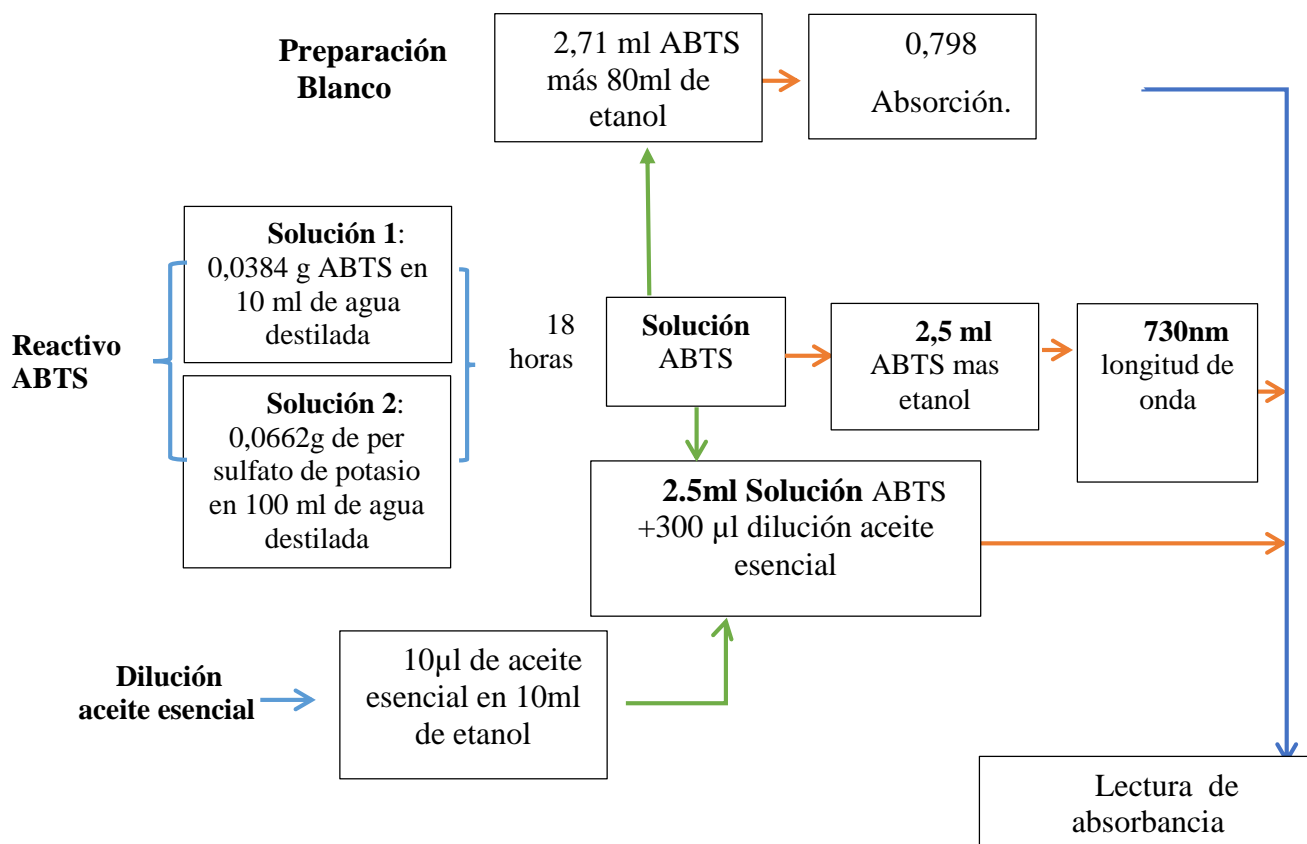 Preparación
Blanco
2,71 ml ABTS
más 80ml de
etanol
0,798
Absorción.
Reactivo
ABTS
Solución 1:
0,0384 g ABTS en
10 ml de agua
destilada
Solución 2:
0,0662g de per
sulfato de potasio
en 100 ml de agua
destilada
18
horas
Solución
ABTS
2,5 ml
ABTS mas
etanol
730nm
longitud de
onda
2.5ml Solución ABTS
+300 µl dilución aceite
esencial
Dilución
aceite esencial
10µl de aceite
esencial en 10ml
de etanol
Lectura de
absorbancia